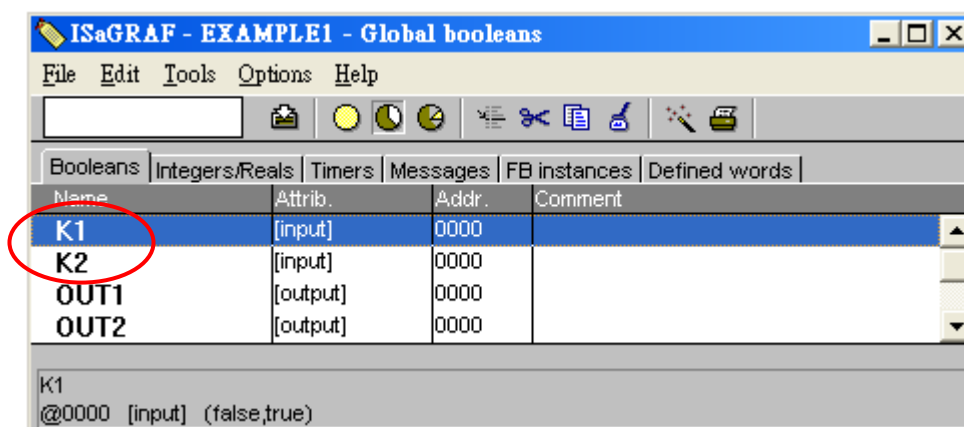 ISaGRAF - EXAMPLE1 - Global booleans
File Edit Tools Options Help
Booleans Integers/Reals Timers Messages FB instances Defined words
Name Attrib. Addr. Comment
K1 [input] 0000
K2 [input] 0000
OUT1 [output] 0000
OUT2 [output] 0000
K1
@0000 [input] (false,true)